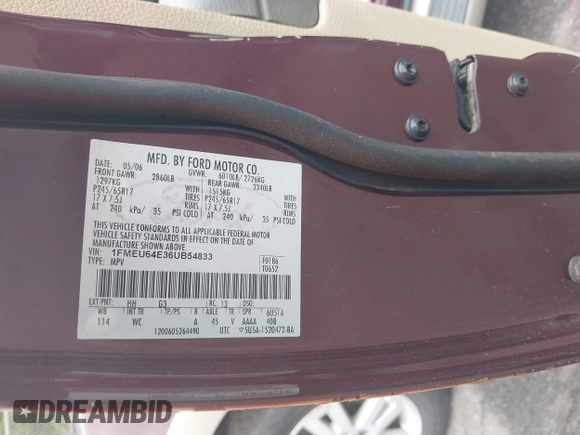 MFD. BY FORD MOTOR CO.
DATE: 05/06 GVWR: 6010LB/ 2726KG
FRONT GAWR: 2860LB REAR GAWR: 3340LB
1297KG WITH 1515KG WITH
P245/65R17 TIRES P245/65R17 TIRES
17 X 7.5J RIMS 17 X 7.5J RIMS
AT 240 kPa/ 35 PSI COLD AT 240 kPa/ 35 PSI COLD
THIS VEHICLE CONFORMS TO ALL APPLICABLE FEDERAL MOTOR
VEHICLE SAFETY STANDARDS IN EFFECT ON THE DATE OF
MANUFACTURE SHOWN ABOVE.
VIN: 1FMEU64E36UB54833
TYPE: MPV
F0186
T0652
EXT PNT: HH G3 RC: 13 DSO:
WB INT TR TP/PS R AXLE TR SPR 6U5TA
114 WC A 45 V AAAA 408
1200605264490 UTC 5U5A-1520472-BA
DREAMBID